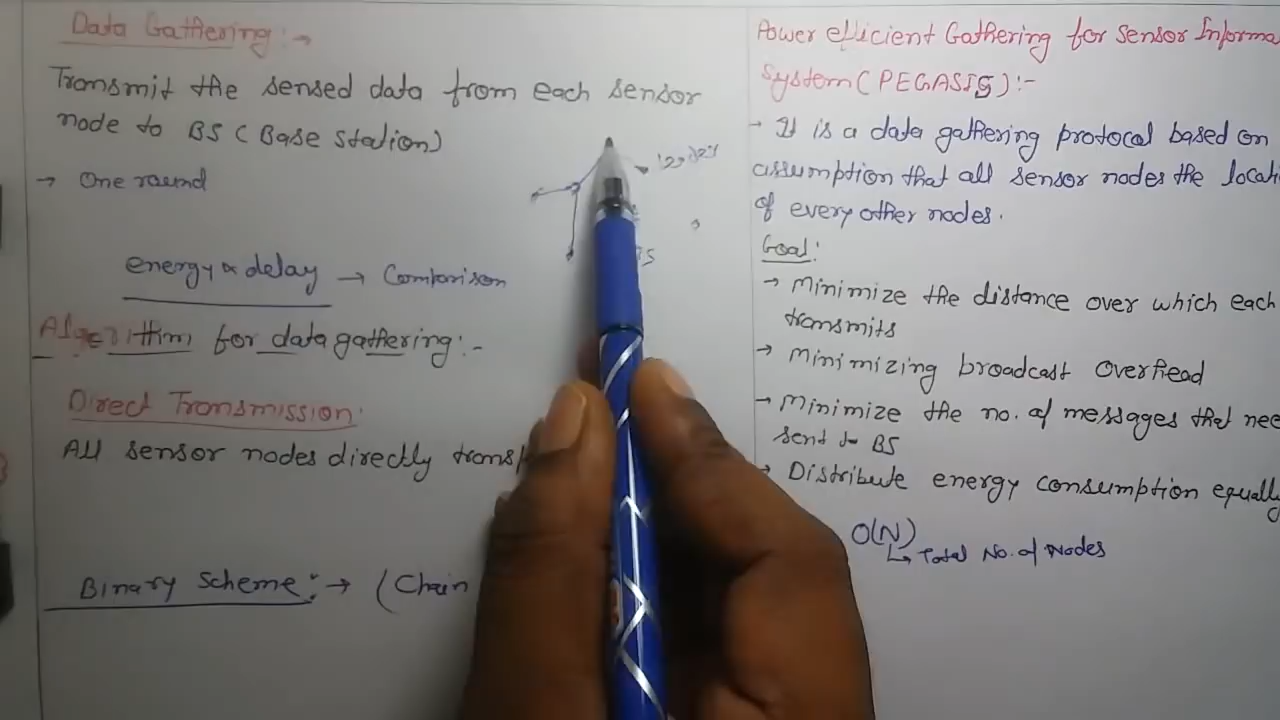 Data Gathering :→
Transmit the sensed data from each sensor
node to BS ( Base station)
→ One round
energy & delay → Comparison
Algorithm for data gathering :-
Direct Transmission:
All sensor nodes directly trans
Binary Scheme :→ (Chain
Power efficient Gathering for Sensor Informa
System ( PEGASIS) :-
→ It is a data gathering protocal based on
assumption that all sensor nodes the locat
of every other nodes.
Goal:
→ Minimize the distance over which each
transmits
→ Minimizing broadcast overhead
→ Minimize the no. of messages that nee
send to BS
→ Distribute energy consumption equally
O(N)
↳ Total No. of Nodes